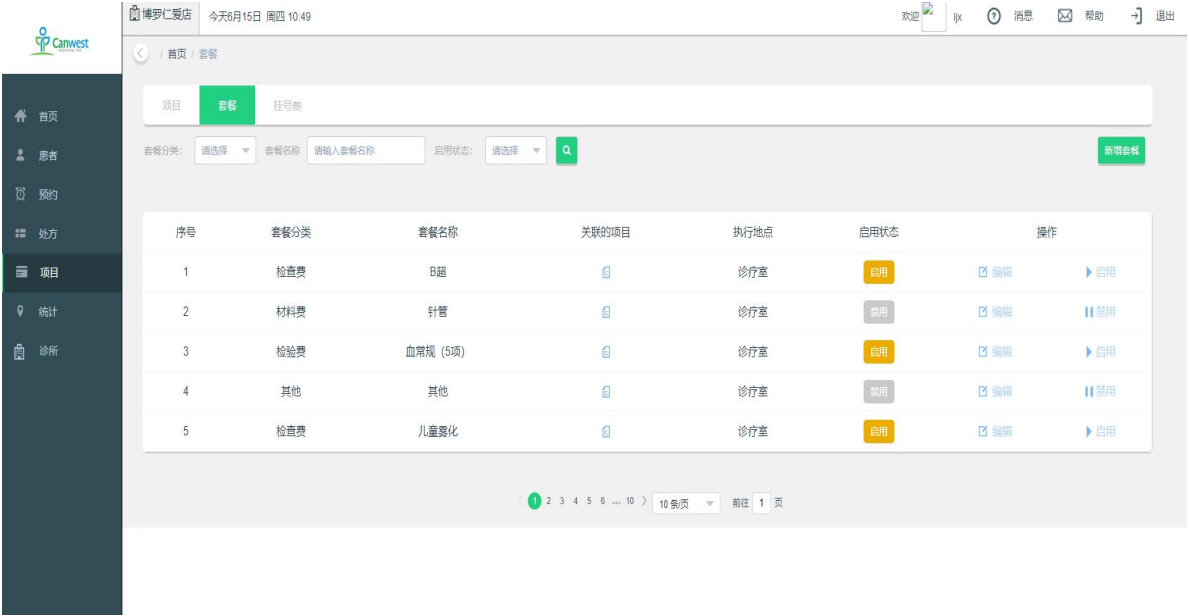 博罗仁爱店 今天6月15日 周四 10:49 欢迎 ljx 消息 帮助 退出
Canwest
/ 首页 / 套餐
项目 套餐 挂号费
套餐分类: 请选择 套餐名称 请输入套餐名称 启用状态: 请选择 新增套餐
首页
患者
预约
处方
项目
统计
诊所
序号 套餐分类 套餐名称 关联的项目 执行地点 启用状态 操作
1 检查费 B超 诊疗室 启用 编辑 启用
2 材料费 针管 诊疗室 禁用 编辑 禁用
3 检验费 血常规 (5项) 诊疗室 启用 编辑 启用
4 其他 其他 诊疗室 禁用 编辑 禁用
5 检查费 儿童雾化 诊疗室 启用 编辑 启用
1 2 3 4 5 6 ... 10 10 条/页 前往 1 页